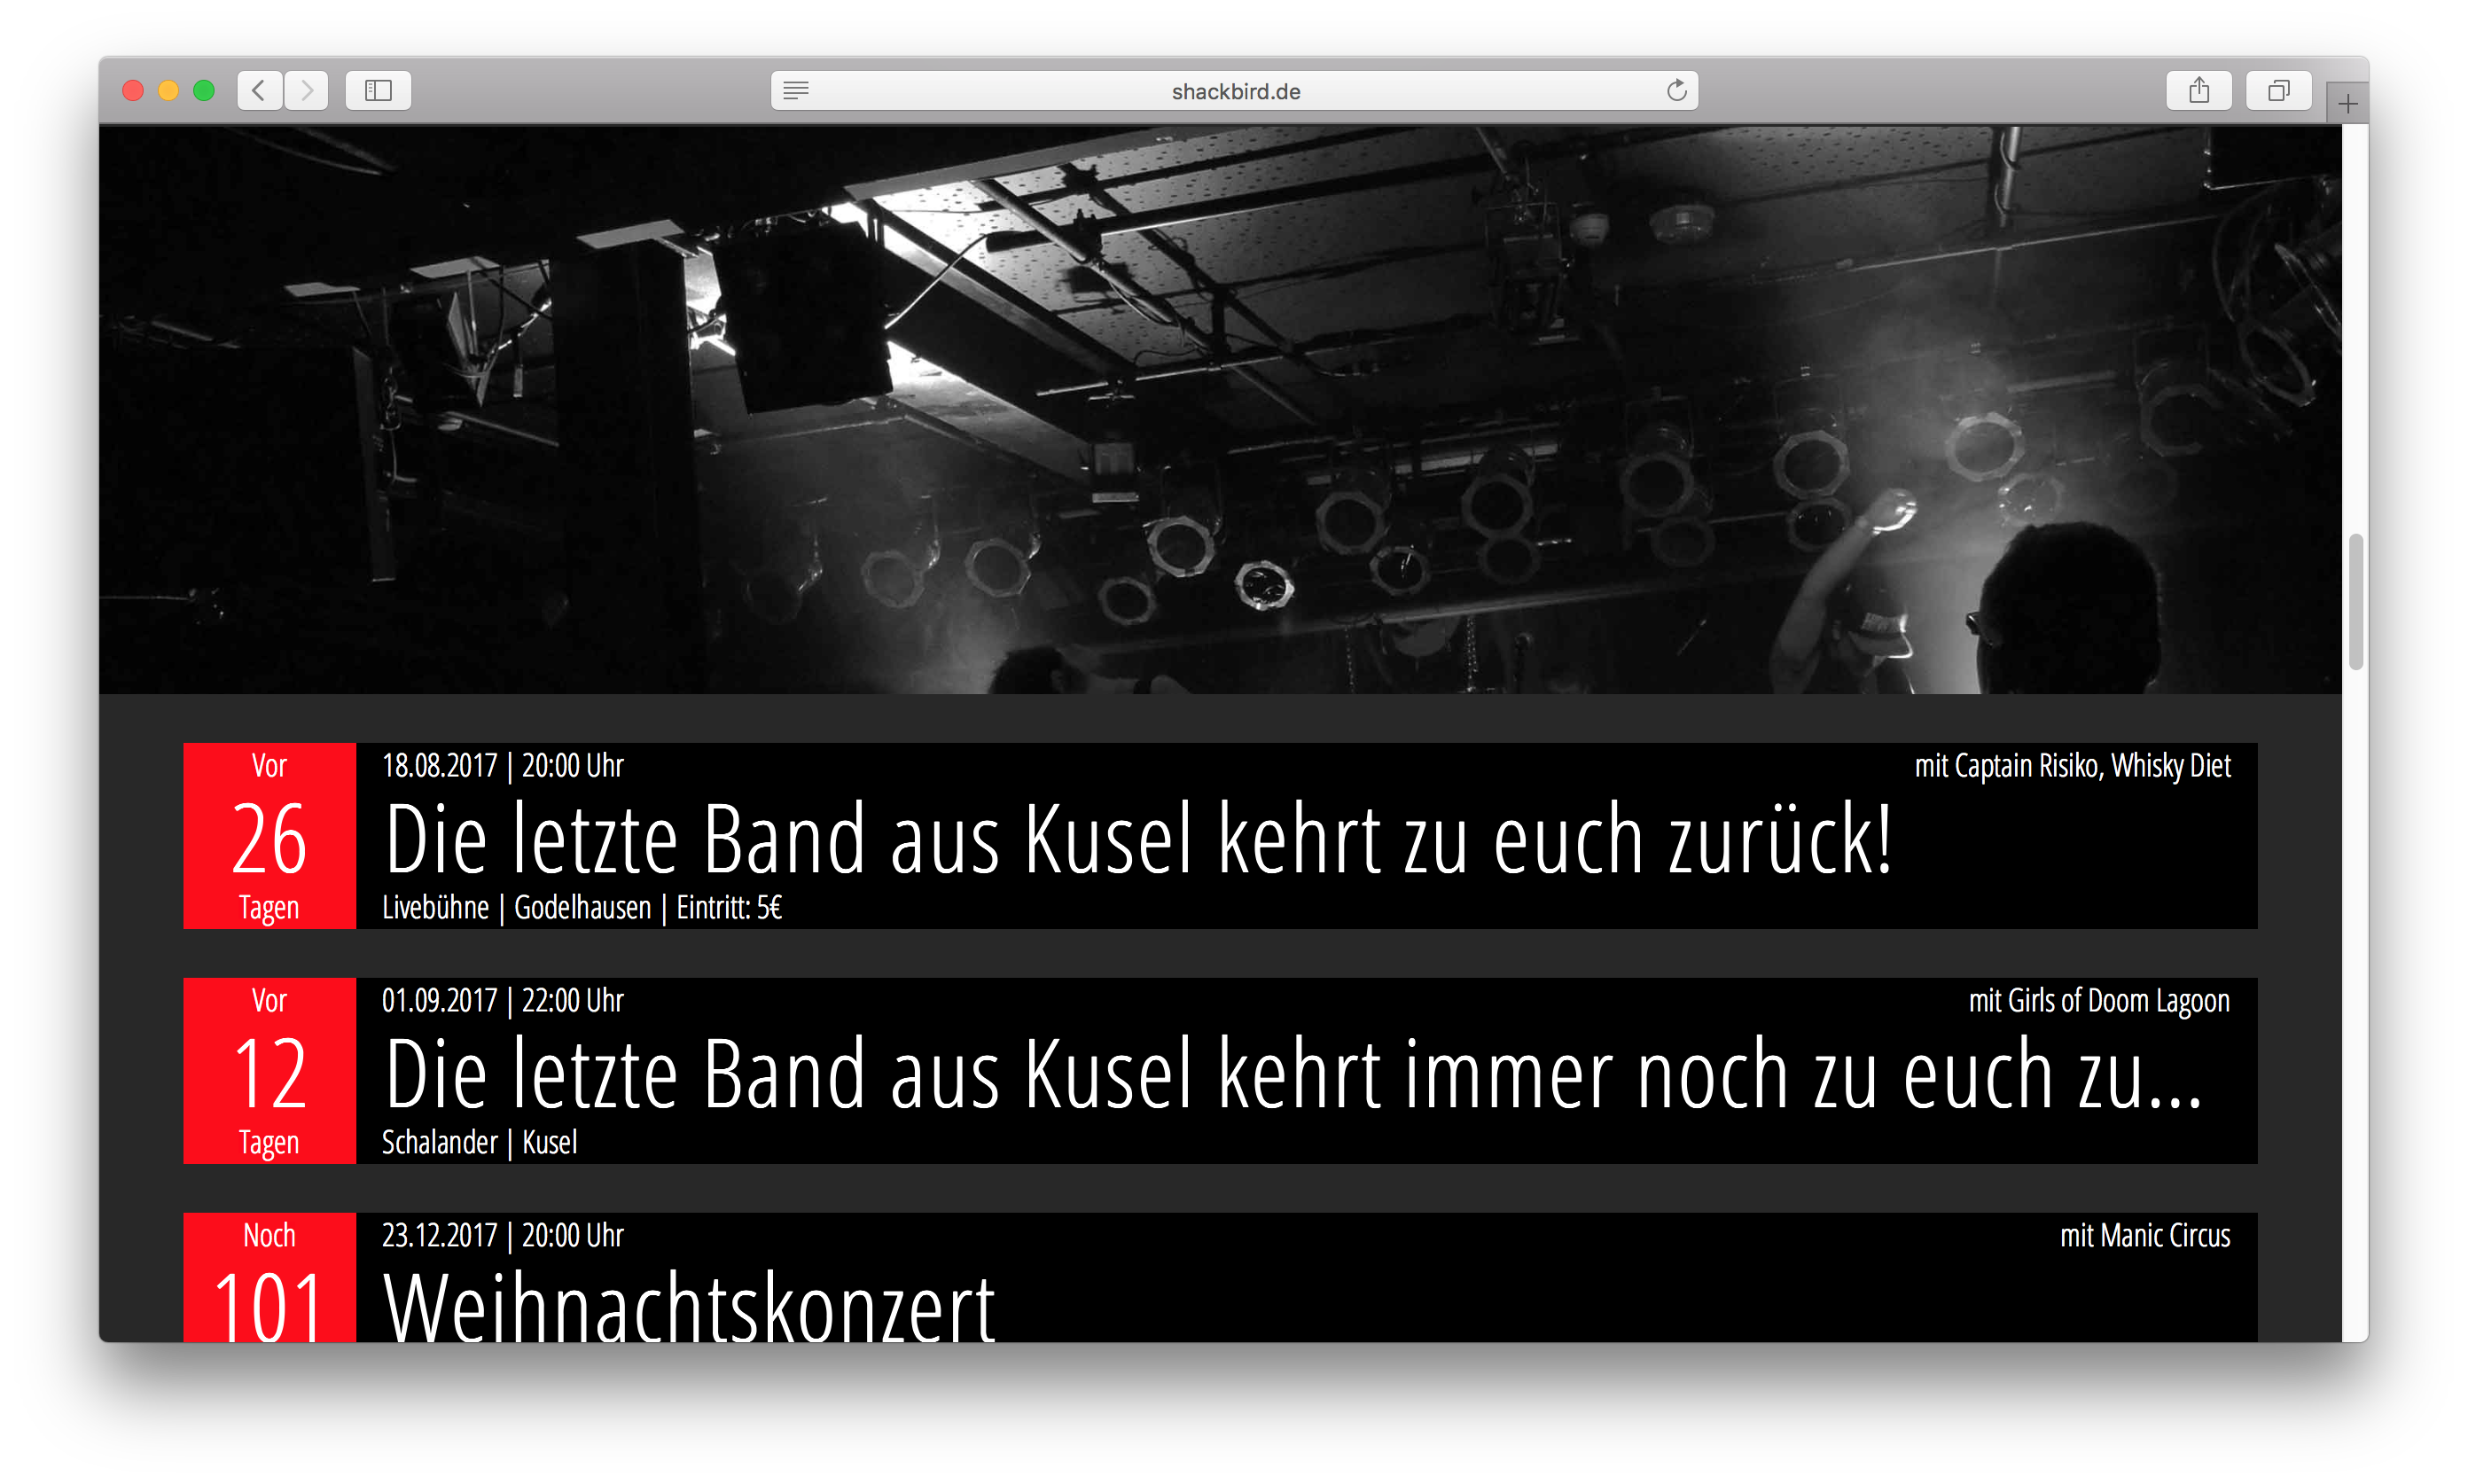 shackbird.de
Vor
26
Tagen
18.08.2017 | 20:00 Uhr
mit Captain Risiko, Whisky Diet
Die letzte Band aus Kusel kehrt zu euch zurück!
Livebühne | Godelhausen | Eintritt: 5€
Vor
12
Tagen
01.09.2017 | 22:00 Uhr
mit Girls of Doom Lagoon
Die letzte Band aus Kusel kehrt immer noch zu euch zu...
Schalander | Kusel
Noch
101
23.12.2017 | 20:00 Uhr
mit Manic Circus
Weihnachtskonzert